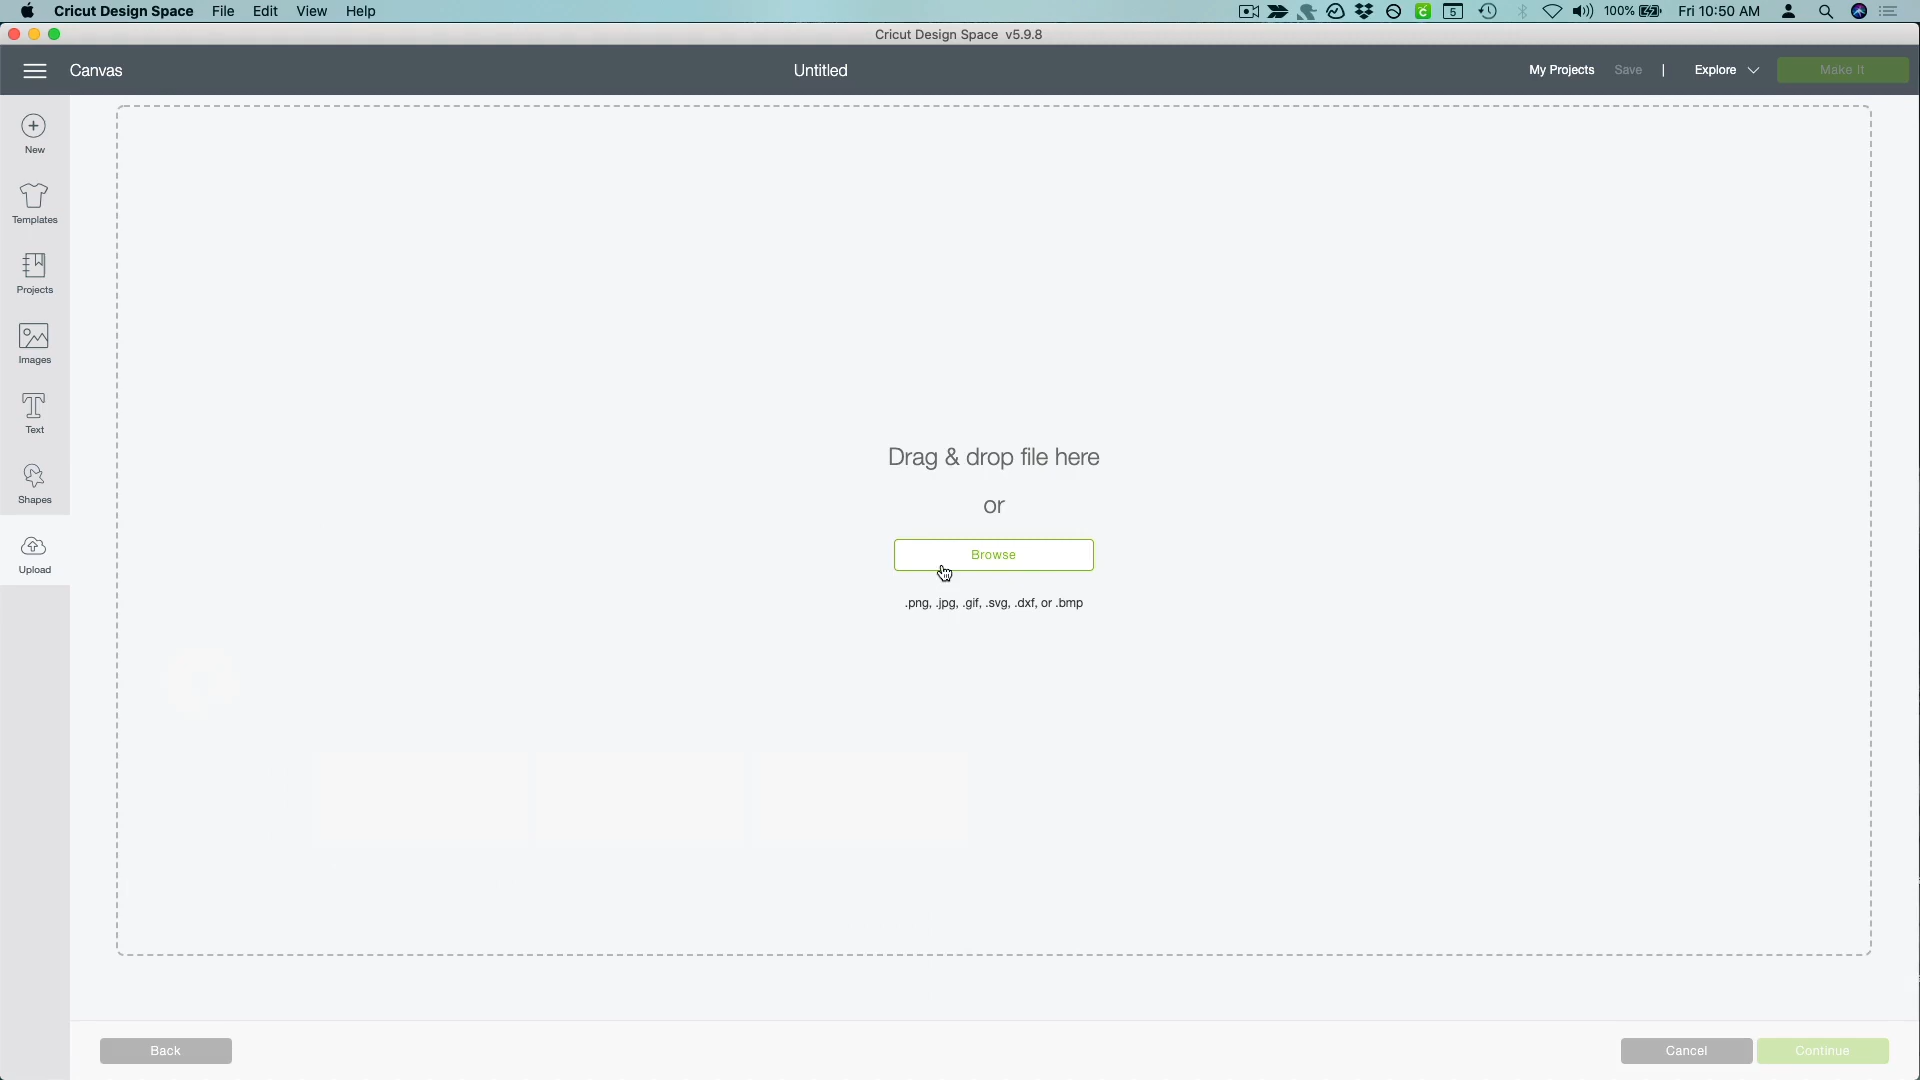 Cricut Design Space File Edit View Help 5 100% Fri 10:50 AM
Cricut Design Space v5.9.8
Canvas Untitled My Projects Save | Explore Make It
New
Templates
Projects
Images
Text
Shapes
Upload
Drag & drop file here
or
Browse
.png, .jpg, .gif, .svg, .dxf, or .bmp
Back Cancel Continue